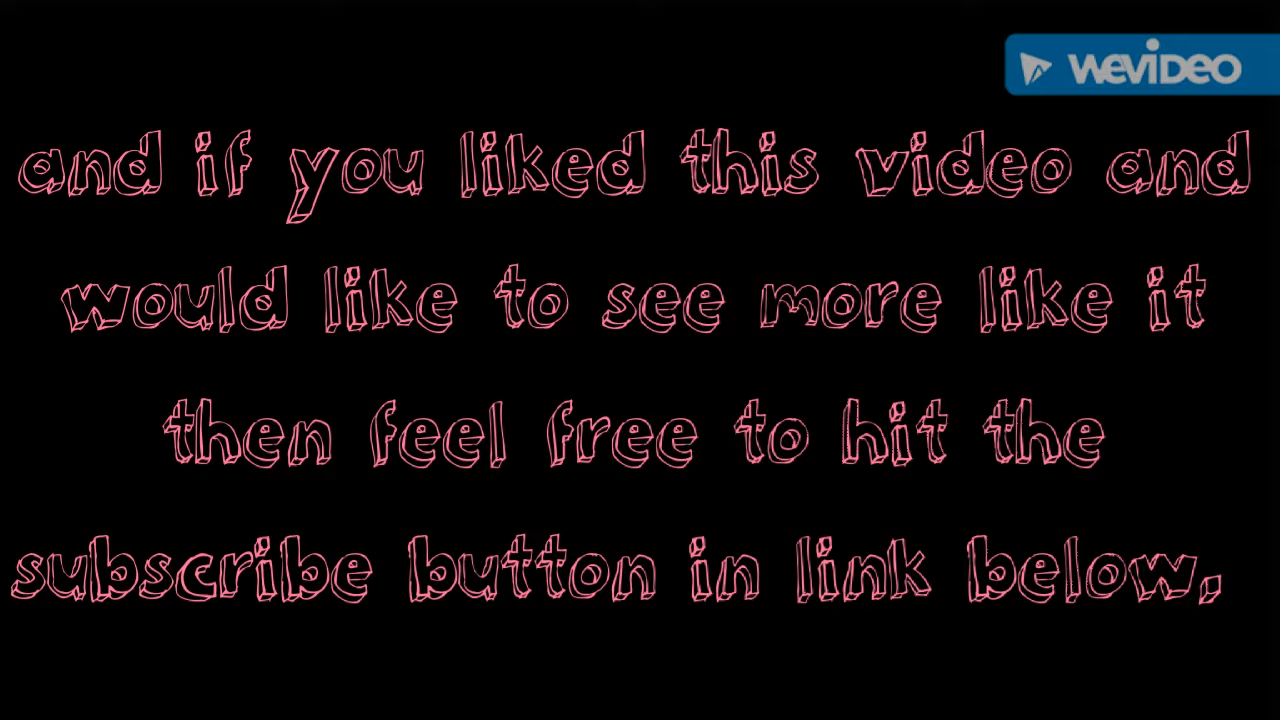 WEVIDEO
and if you liked this video and
would like to see more like it
then feel free to hit the
subscribe button in link below,